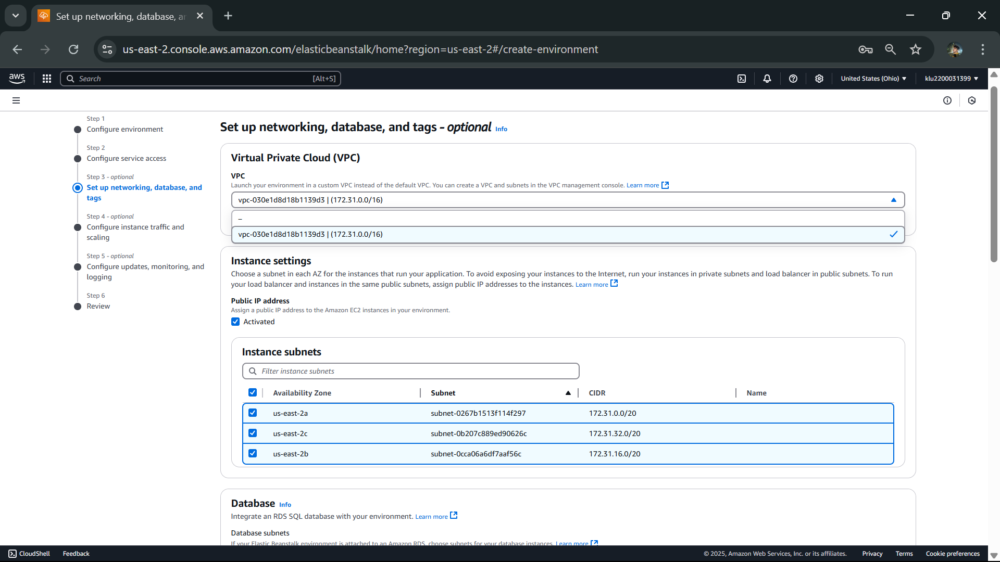 Set up networking, database, ar
us-east-2.console.aws.amazon.com/elasticbeanstalk/home?region=us-east-2#/create-environment
aws
Search
[Alt+S]
United States (Ohio)
klu2200031399
Step 1
Configure environment
Step 2
Configure service access
Step 3 - optional
Set up networking, database, and
tags
Step 4 - optional
Configure instance traffic and
scaling
Step 5 - optional
Configure updates, monitoring, and
logging
Step 6
Review
Set up networking, database, and tags - optional Info
Virtual Private Cloud (VPC)
VPC
Launch your environment in a custom VPC instead of the default VPC. You can create a VPC and subnets in the VPC management console. Learn more
vpc-030e1d8d18b1139d3 | (172.31.0.0/16)
–
vpc-030e1d8d18b1139d3 | (172.31.0.0/16)
Instance settings
Choose a subnet in each AZ for the instances that run your application. To avoid exposing your instances to the Internet, run your instances in private subnets and load balancer in public subnets. To run
your load balancer and instances in the same public subnets, assign public IP addresses to the instances. Learn more
Public IP address
Assign a public IP address to the Amazon EC2 instances in your environment.
Activated
Instance subnets
Filter instance subnets
Availability Zone Subnet CIDR Name
us-east-2a subnet-0267b1513f114f297 172.31.0.0/20
us-east-2c subnet-0b207c889ed90626c 172.31.32.0/20
us-east-2b subnet-0cca06a6df7aaf56c 172.31.16.0/20
Database Info
Integrate an RDS SQL database with your environment. Learn more
Database subnets
If your Elastic Beanstalk environment is attached to an Amazon RDS, choose subnets for your database instances. Learn more
CloudShell
Feedback
© 2025, Amazon Web Services, Inc. or its affiliates.
Privacy
Terms
Cookie preferences